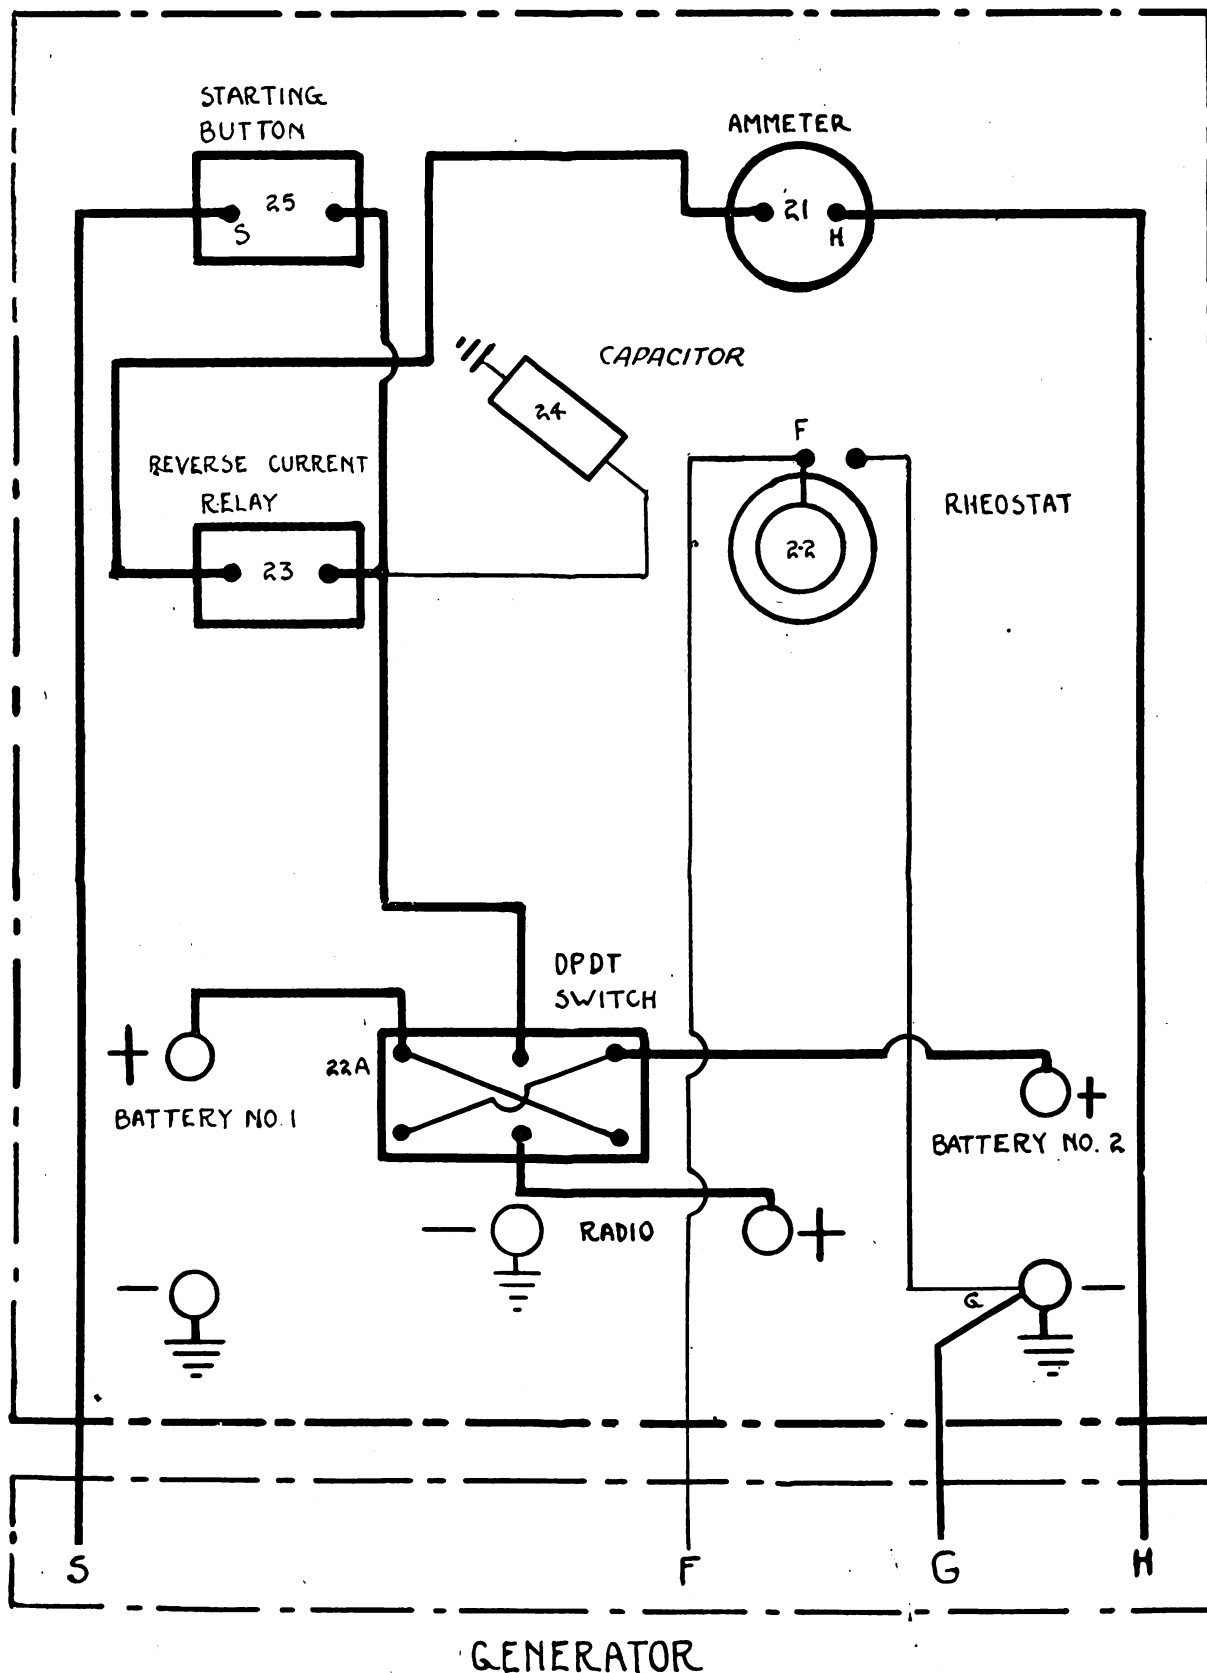 STARTING
BUTTON
25
S
AMMETER
21
H
CAPACITOR
24
F
RHEOSTAT
22
REVERSE CURRENT
RELAY
23
DPDT
SWITCH
22A
+
BATTERY NO. 1
+
BATTERY NO. 2
−
RADIO
+
−
G
−
S
F
G
H
GENERATOR